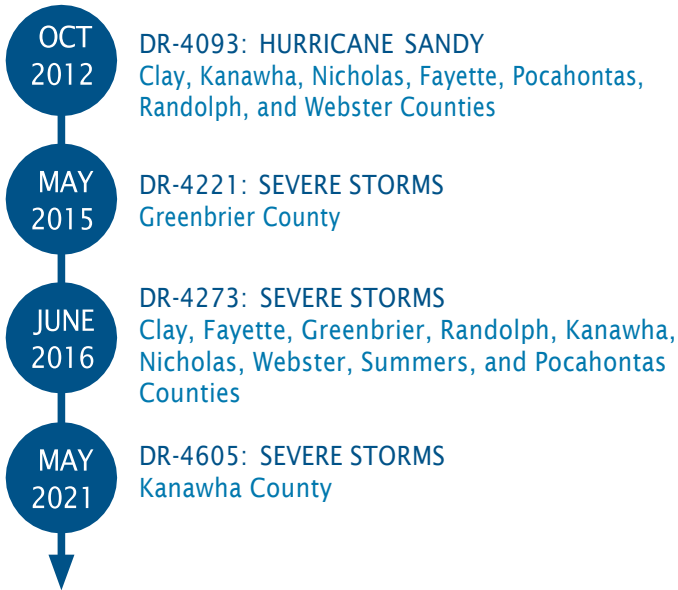 OCT
2012
DR-4093: HURRICANE SANDY
Clay, Kanawha, Nicholas, Fayette, Pocahontas,
Randolph, and Webster Counties
MAY
2015
DR-4221: SEVERE STORMS
Greenbrier County
JUNE
2016
DR-4273: SEVERE STORMS
Clay, Fayette, Greenbrier, Randolph, Kanawha,
Nicholas, Webster, Summers, and Pocahontas
Counties
MAY
2021
DR-4605: SEVERE STORMS
Kanawha County